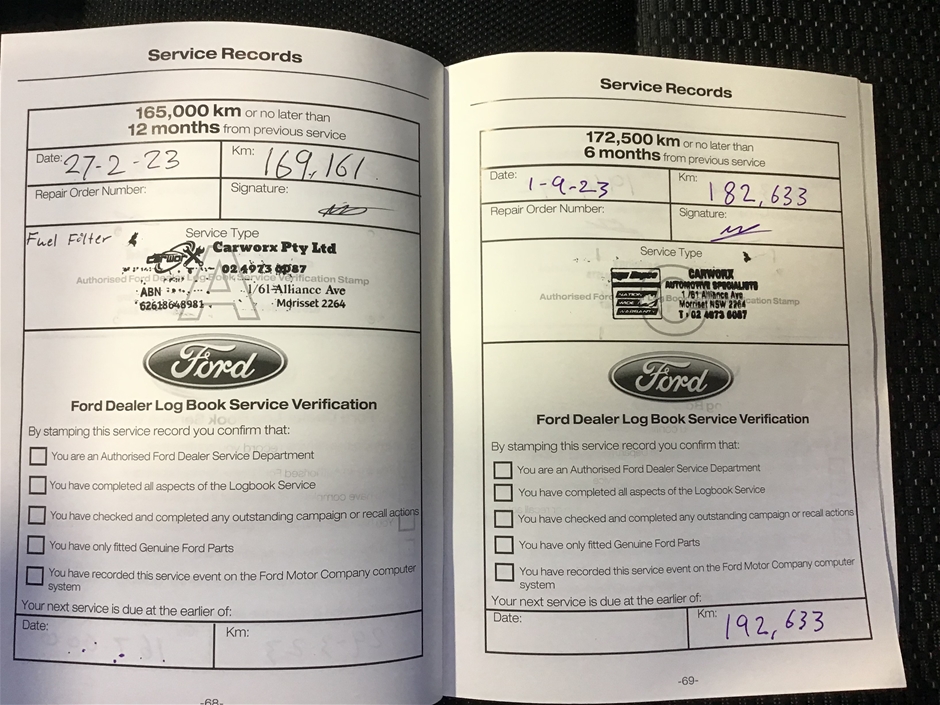 Service Records
165,000 km or no later than
12 months from previous service
Date: 27-2-23
Km: 169,161
Repair Order Number:
Signature:
Fuel Filter
Service Type
Carworx Pty Ltd
02 4973 6087
Authorised Ford Dealer Log-Book Service Verification Stamp
A
ABN
62618648981
1/61 Alliance Ave
Morisset 2264
Ford
Ford Dealer Log Book Service Verification
By stamping this service record you confirm that:
You are an Authorised Ford Dealer Service Department
You have completed all aspects of the Logbook Service
You have checked and completed any outstanding campaign or recall actions
You have only fitted Genuine Ford Parts
You have recorded this service event on the Ford Motor Company computer
system
Your next service is due at the earlier of:
Date:
Km:
-68-
Service Records
172,500 km or no later than
6 months from previous service
Date: 1-9-23
Km: 182,633
Repair Order Number:
Signature:
Service Type
CARWORX
AUTOMOTIVE SPECIALISTS
1/61 Alliance Ave
Morriset NSW 2264
T: 02 4973 6087
NATION
WIDE
WARRANTY
Authorised Ford
cation Stamp
C
Ford
Ford Dealer Log Book Service Verification
By stamping this service record you confirm that:
You are an Authorised Ford Dealer Service Department
You have completed all aspects of the Logbook Service
You have checked and completed any outstanding campaign or recall actions
You have only fitted Genuine Ford Parts
You have recorded this service event on the Ford Motor Company computer
system
Your next service is due at the earlier of:
Date:
Km: 192,633
-69-